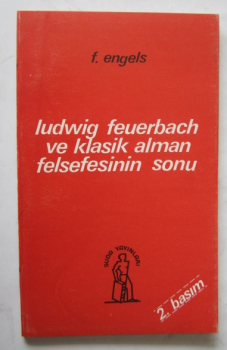 f. engels
ludwig feuerbach
ve klasik alman
felsefesinin sonu
2. basım